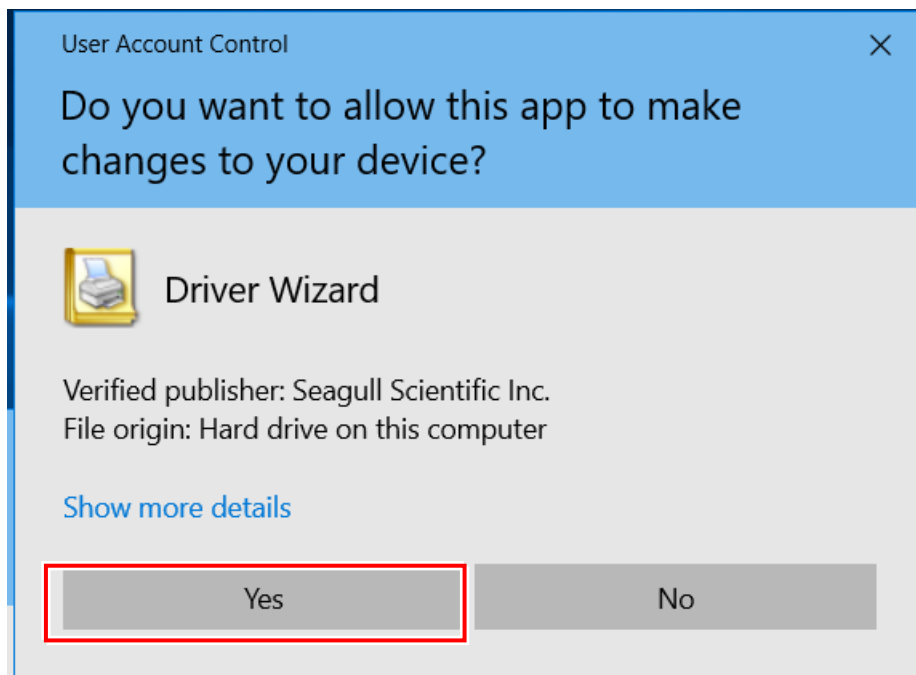 User Account Control
Do you want to allow this app to make
changes to your device?
Driver Wizard
Verified publisher: Seagull Scientific Inc.
File origin: Hard drive on this computer
Show more details
Yes
No